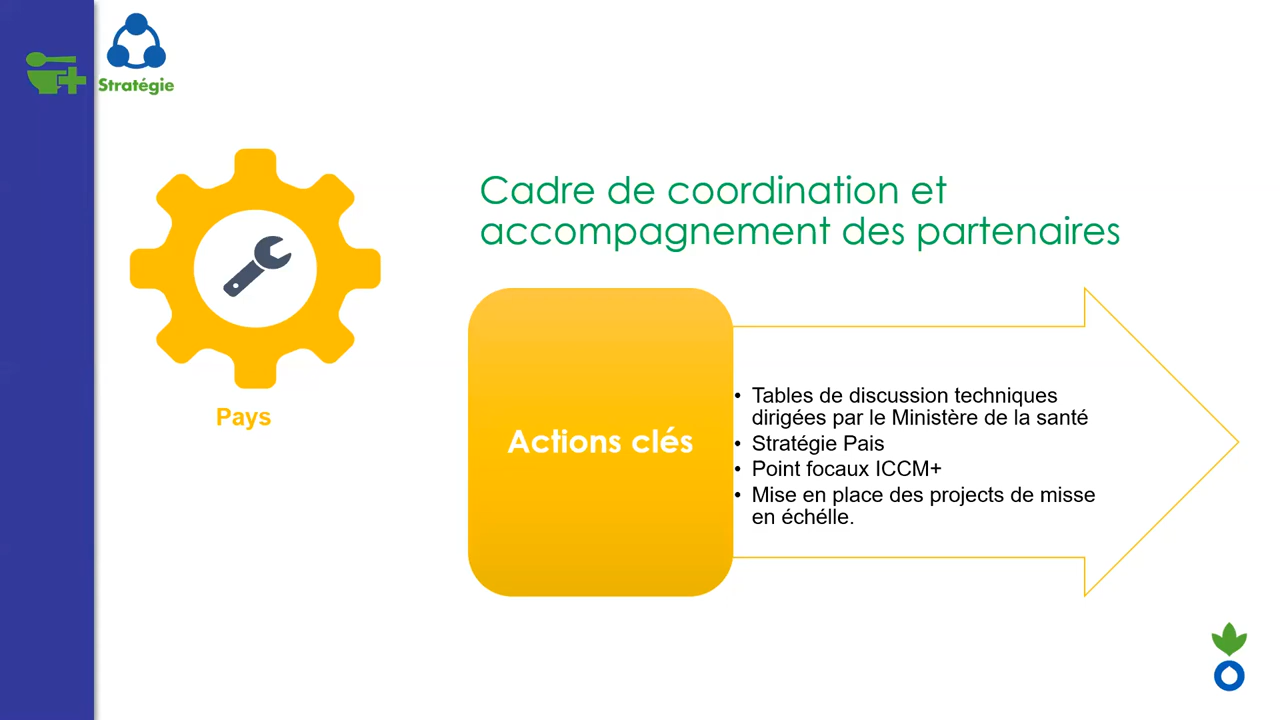 Stratégie
Cadre de coordination et
accompagnement des partenaires
Pays
Actions clés
• Tables de discussion techniques
dirigées par le Ministère de la santé
• Stratégie Pais
• Point focaux ICCM+
• Mise en place des projects de misse
en échélle.